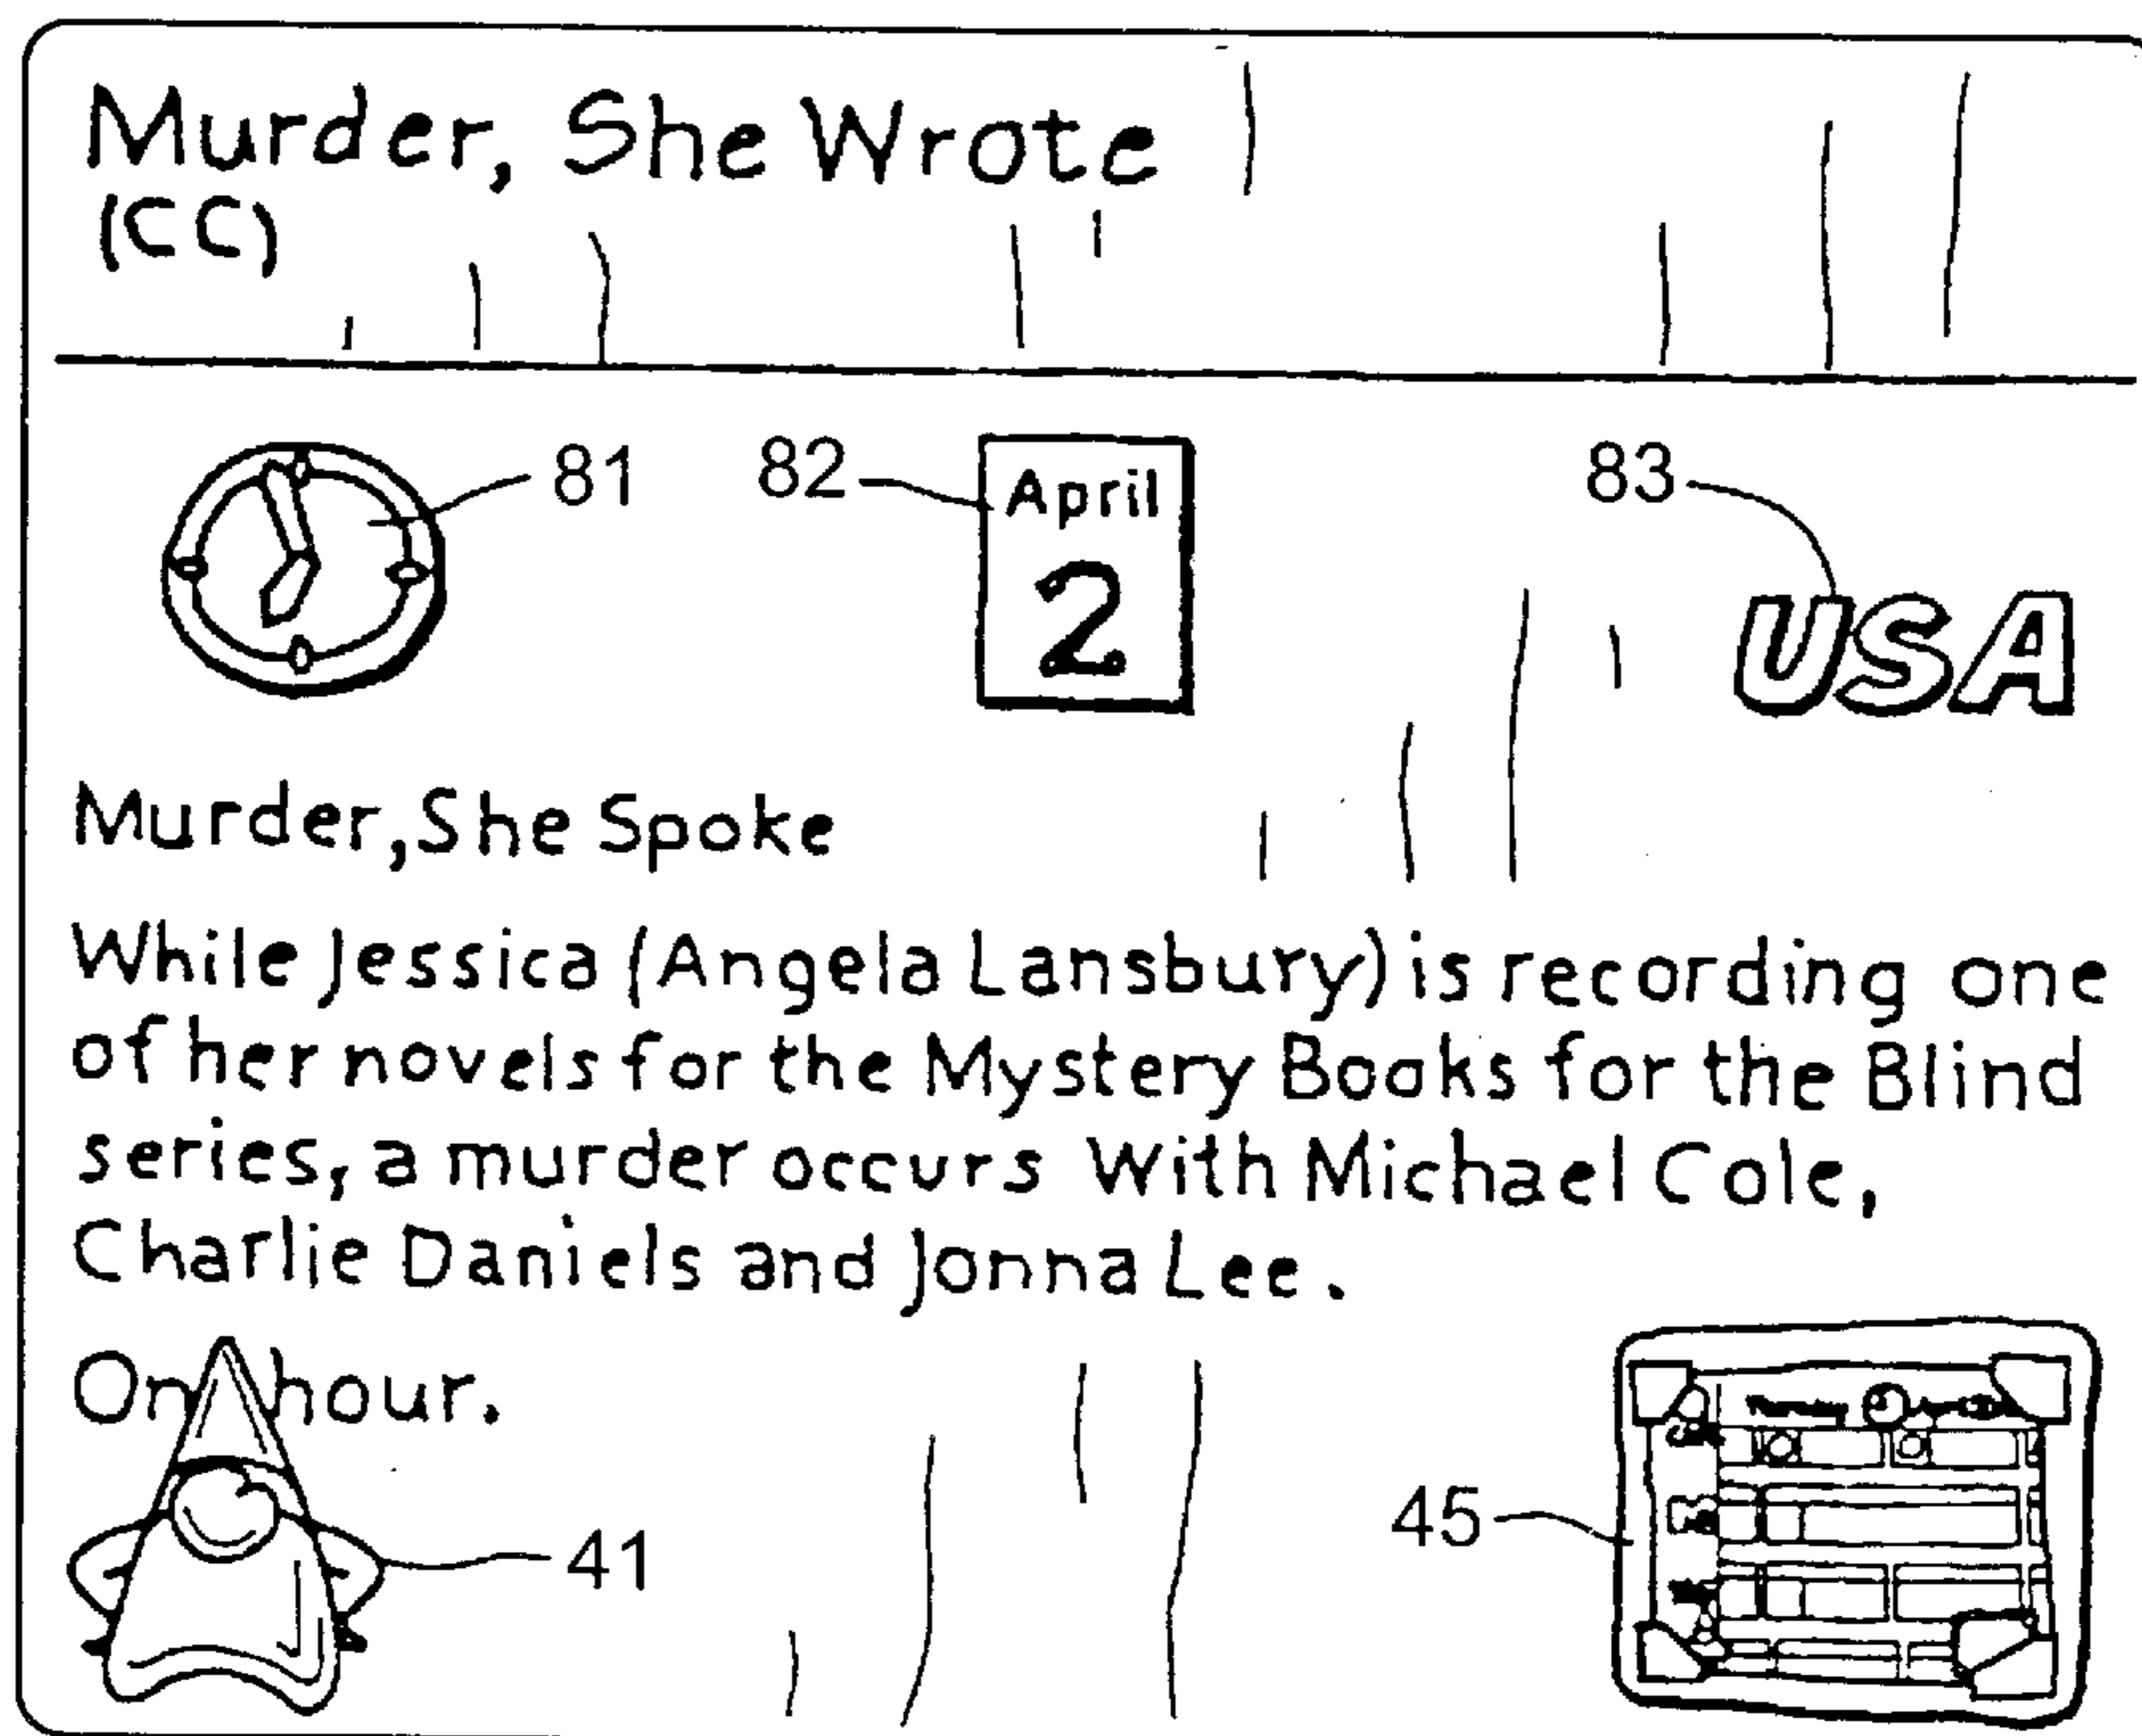 Murder, She Wrote
(CC)
81
82
April
2
83
USA
Murder, She Spoke
While Jessica (Angela Lansbury) is recording one
of her novels for the Mystery Books for the Blind
series, a murder occurs With Michael Cole,
Charlie Daniels and Jonna Lee.
hour.
41
45